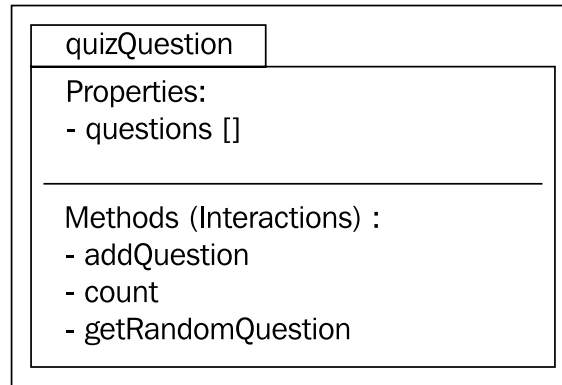 quizQuestion
Properties:
- questions []
Methods (Interactions) :
- addQuestion
- count
- getRandomQuestion